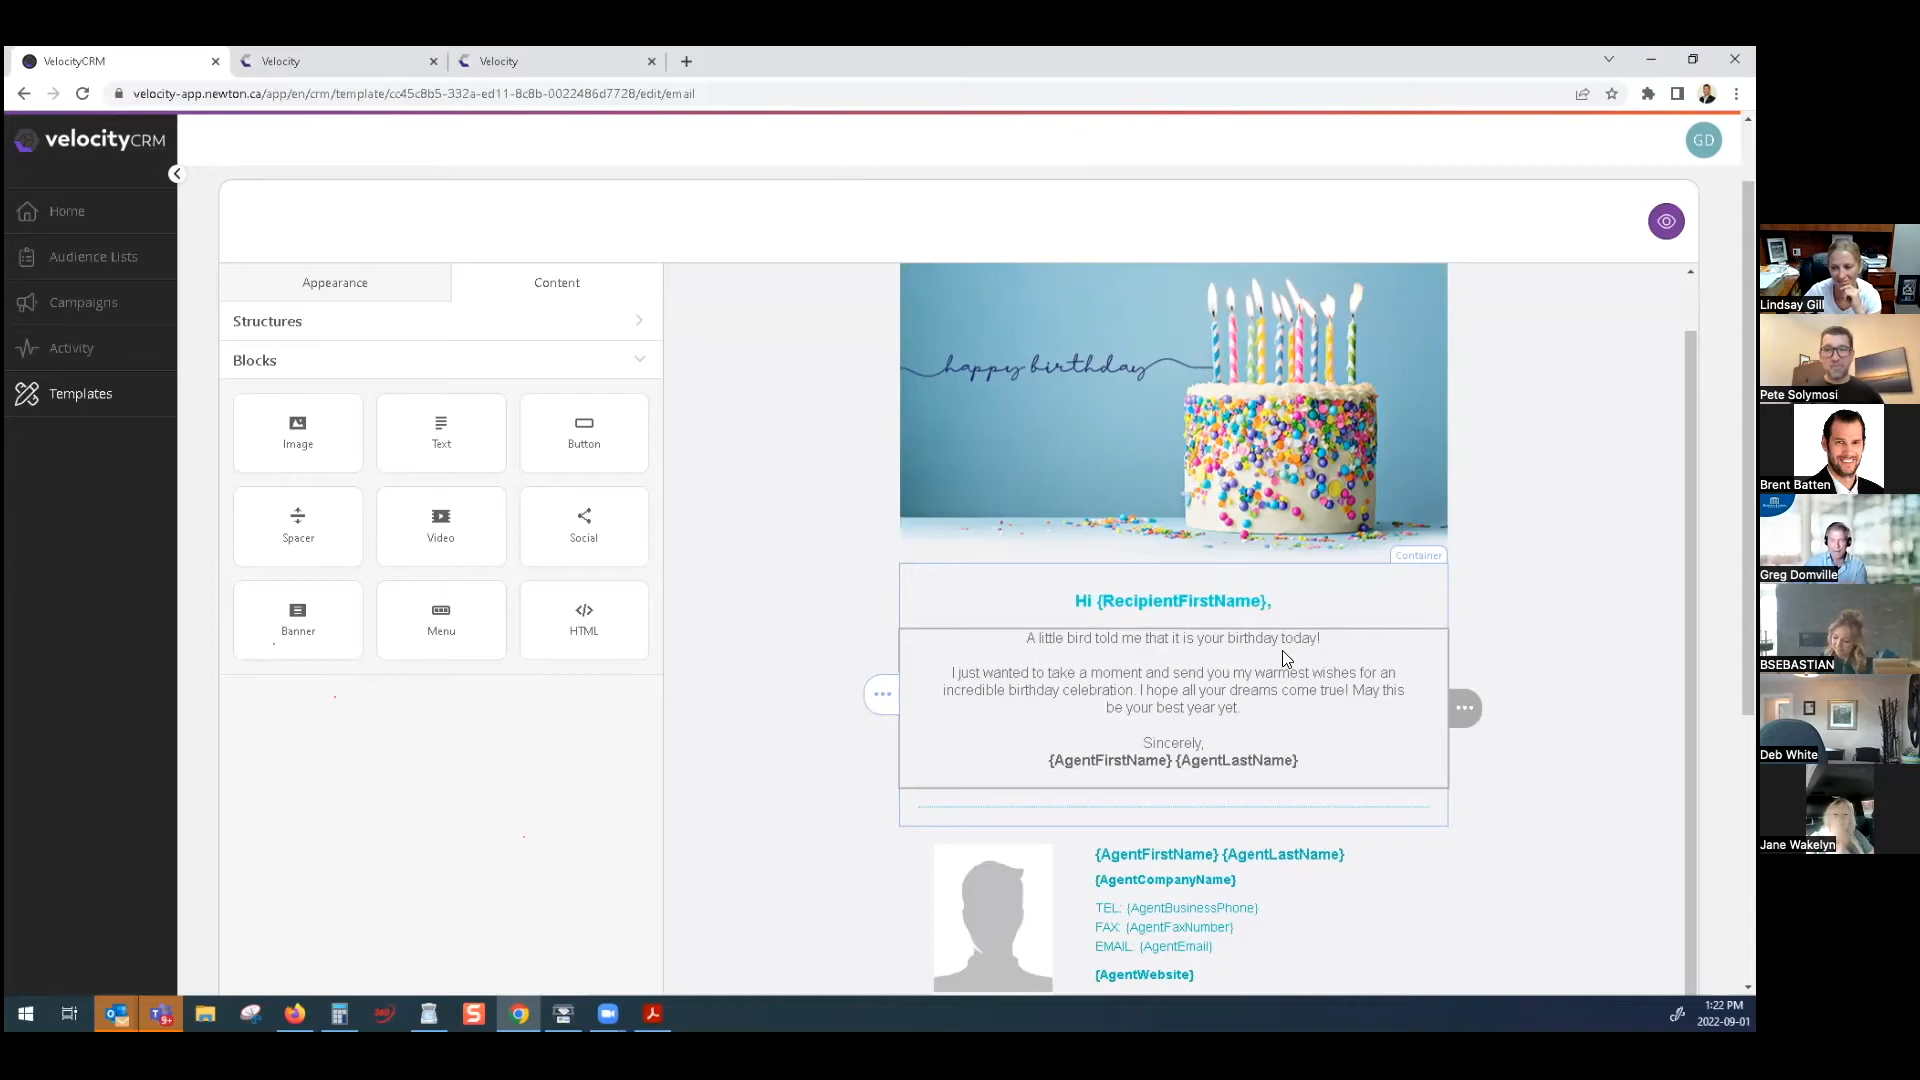 VelocityCRM
Velocity
Velocity
velocity-app.newton.ca/app/en/crm/template/cc45c8b5-332a-ed11-8c8b-0022486d7728/edit/email
velocityCRM
GD
Home
Audience Lists
Campaigns
Activity
Templates
Appearance
Content
Structures
Blocks
Image
Text
Button
Spacer
Video
Social
Banner
Menu
HTML
happy birthday
Container
Hi {RecipientFirstName},
A little bird told me that it is your birthday today!
I just wanted to take a moment and send you my warmest wishes for an
incredible birthday celebration. I hope all your dreams come true! May this
be your best year yet.
Sincerely,
{AgentFirstName} {AgentLastName}
{AgentFirstName} {AgentLastName}
{AgentCompanyName}
TEL: {AgentBusinessPhone}
FAX: {AgentFaxNumber}
EMAIL: {AgentEmail}
{AgentWebsite}
Lindsay Gill
Pete Solymosi
Brent Batten
Greg Domville
BSEBASTIAN
Deb White
Jane Wakelyn
9+
360
S
1:22 PM
2022-09-01